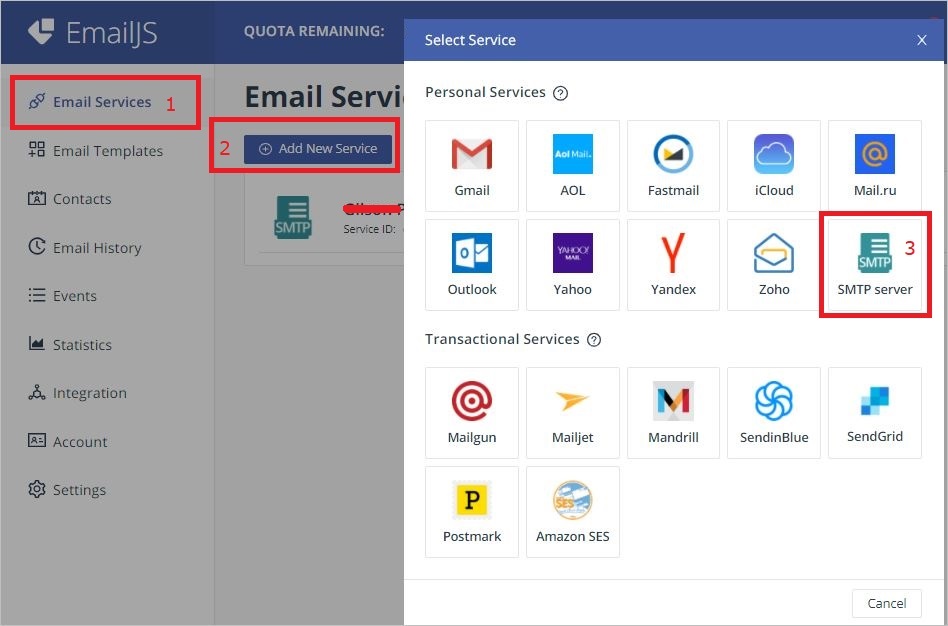 EmailJS
QUOTA REMAINING:
Select Service
Email Services 1
Email Templates
Contacts
Email History
Events
Statistics
Integration
Account
Settings
Email Servi
2 Add New Service
SMTP
Service ID:
Personal Services ?
Gmail
Aol Mail.
AOL
Fastmail
iCloud
Mail.ru
Outlook
YAHOO!
MAIL
Yahoo
Yandex
Zoho
SMTP
3
SMTP server
Transactional Services ?
Mailgun
Mailjet
Mandrill
SendinBlue
SendGrid
P
Postmark
SES
Amazon SES
Cancel